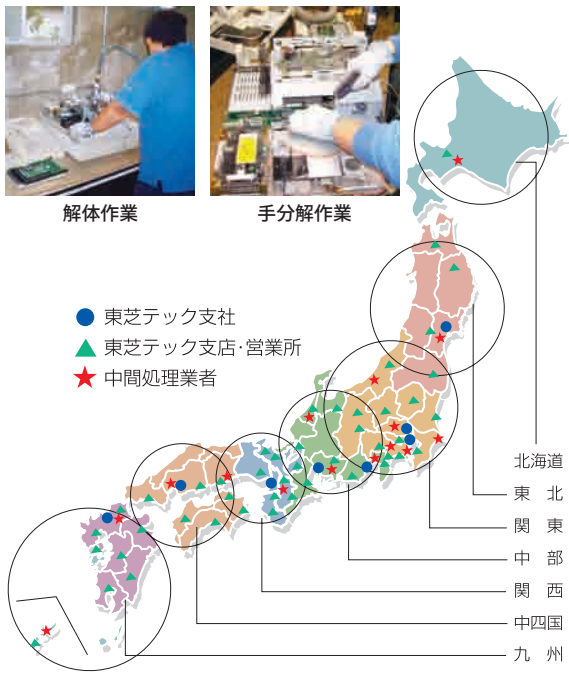 解体作業
手分解作業
東芝テック支社
東芝テック支店･営業所
中間処理業者
北海道
東　北
関　東
中　部
関　西
中四国
九　州